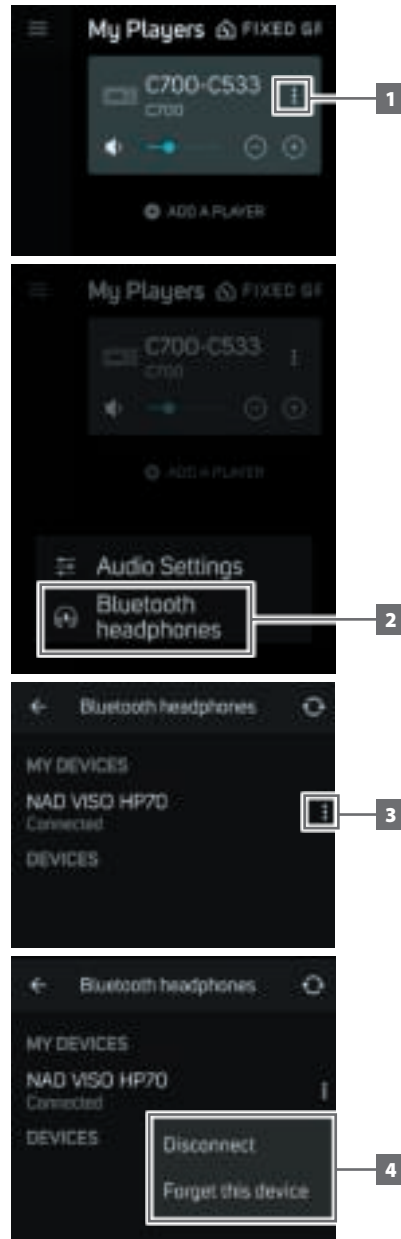 My Players FIXED GR
C700-C533
C700
ADD A PLAYER
1
My Players FIXED GR
C700-C533
C700
ADD A PLAYER
Audio Settings
Bluetooth
headphones
2
Bluetooth headphones
MY DEVICES
NAD VISO HP70
Connected
DEVICES
3
Bluetooth headphones
MY DEVICES
NAD VISO HP70
Connected
DEVICES
Disconnect
Forget this device
4